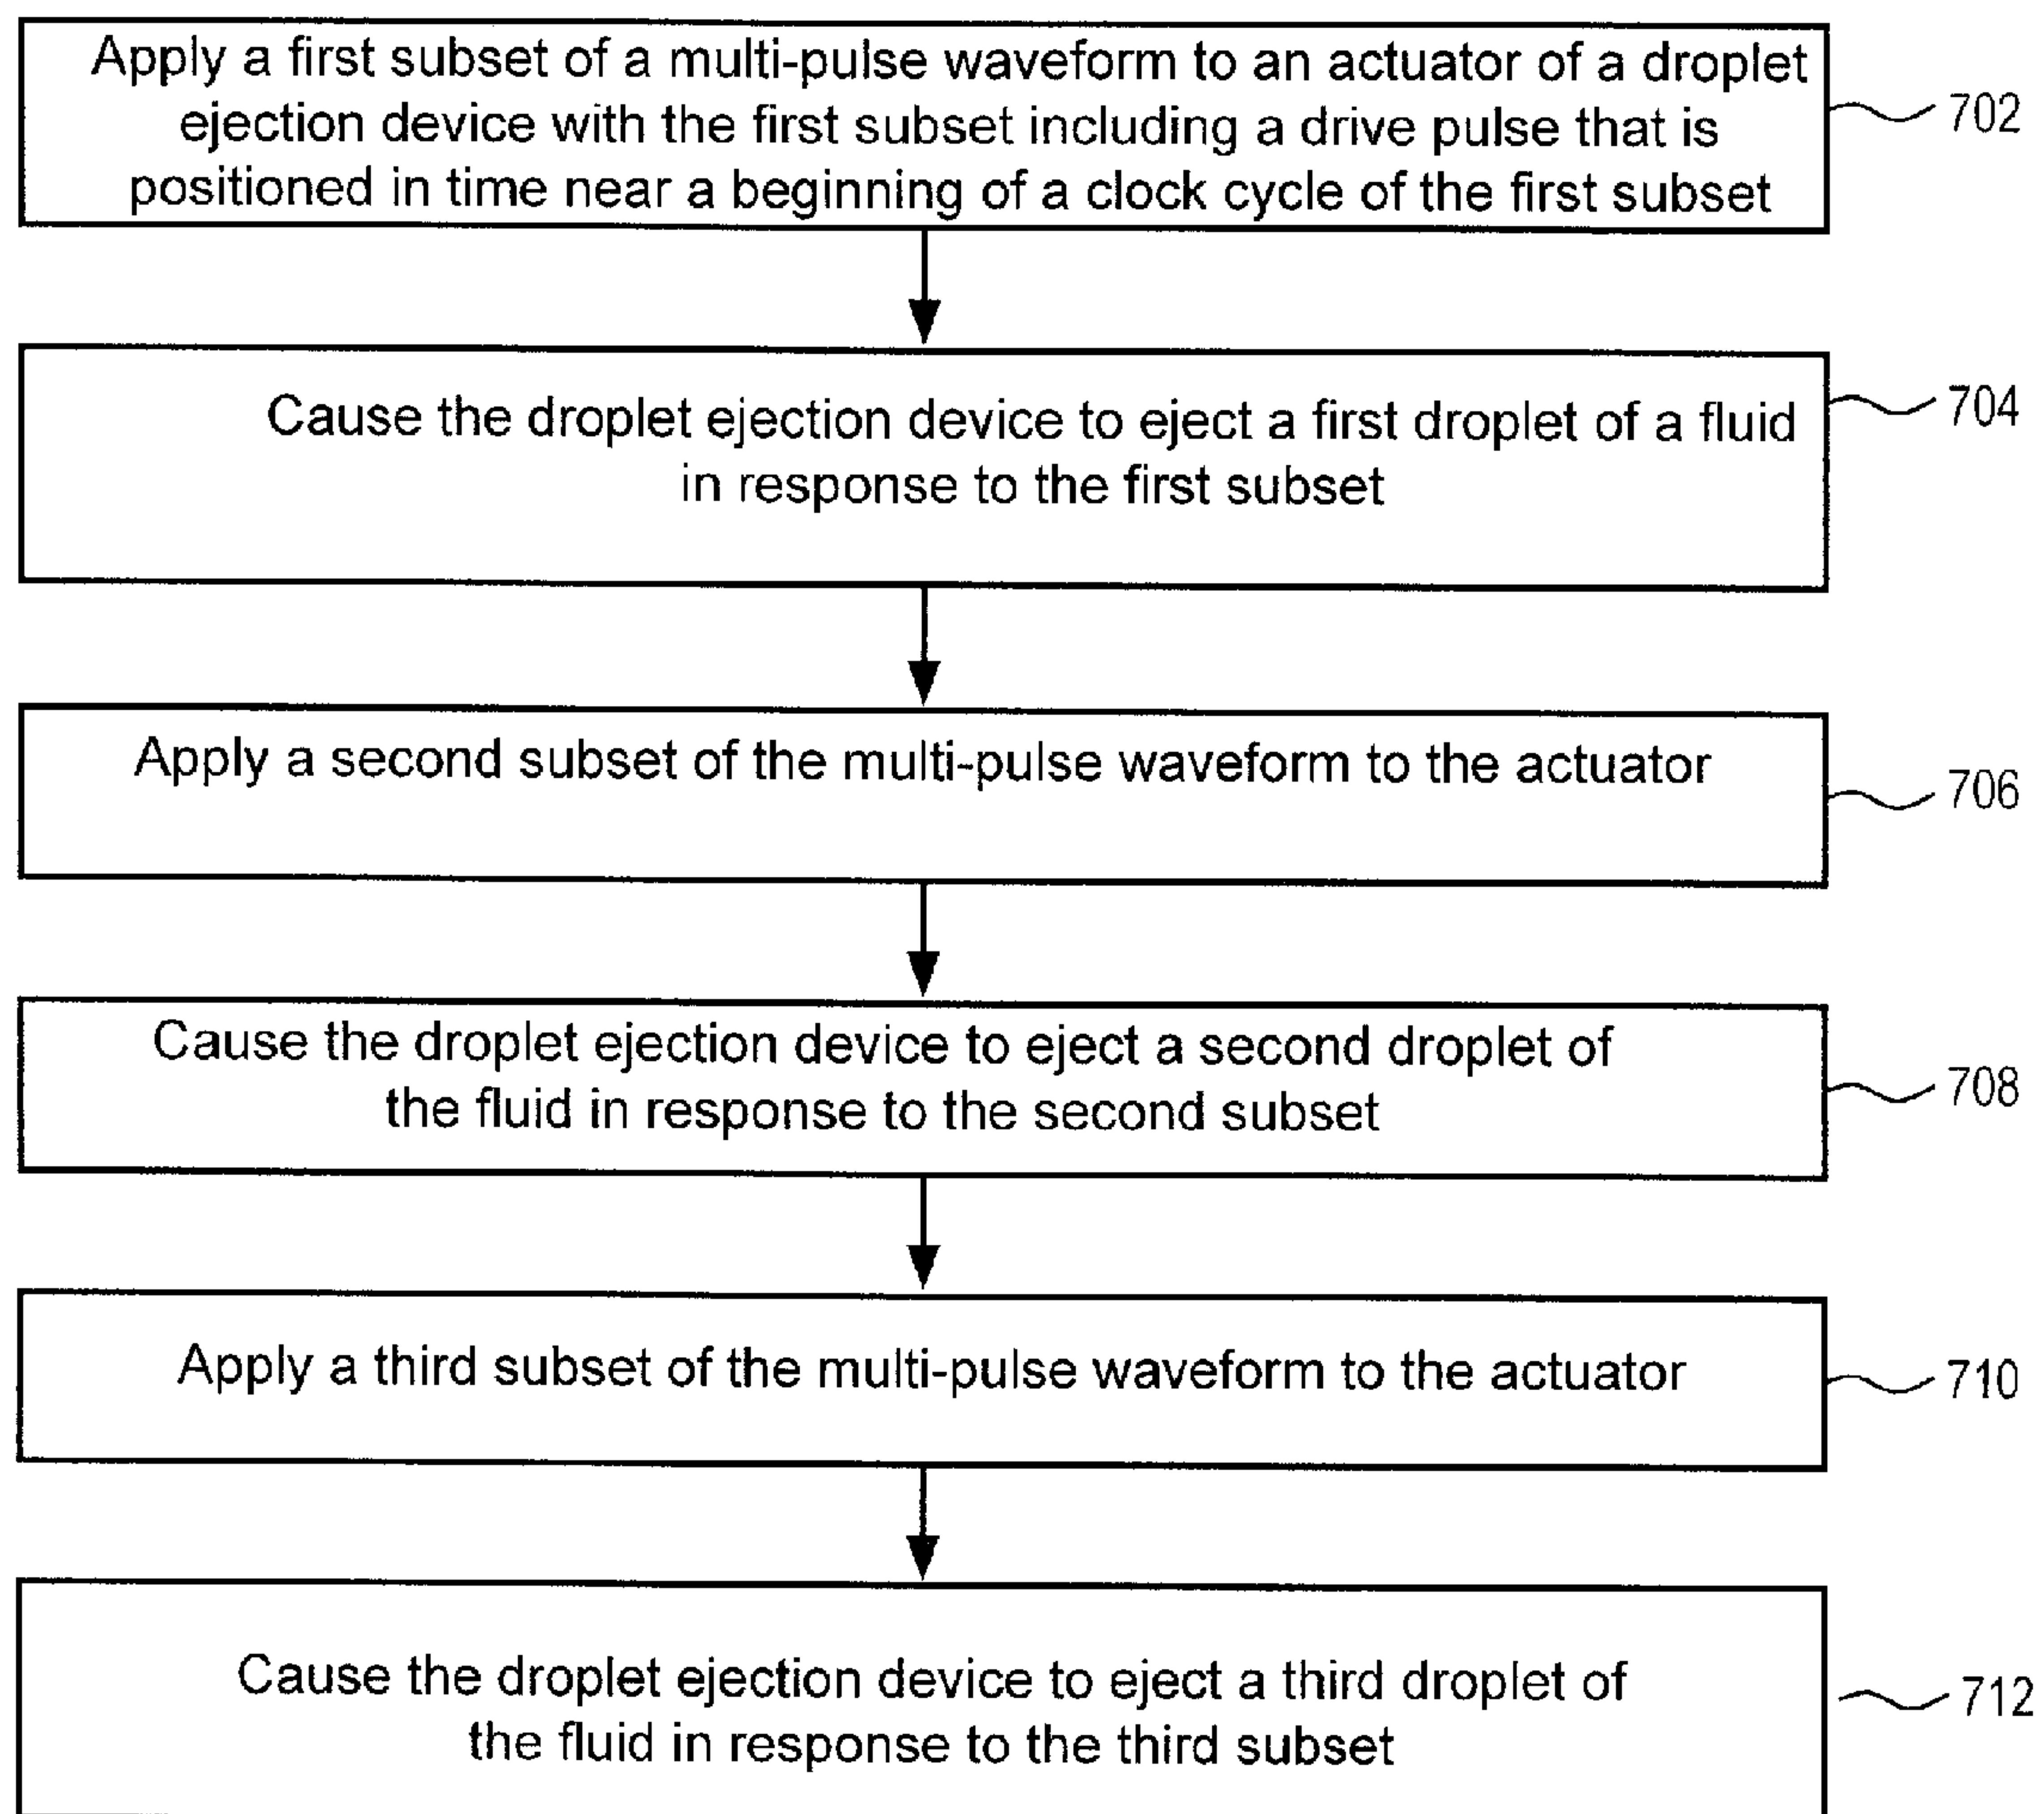 Apply a first subset of a multi-pulse waveform to an actuator of a droplet
ejection device with the first subset including a drive pulse that is
positioned in time near a beginning of a clock cycle of the first subset
702
Cause the droplet ejection device to eject a first droplet of a fluid
in response to the first subset
704
Apply a second subset of the multi-pulse waveform to the actuator
706
Cause the droplet ejection device to eject a second droplet of
the fluid in response to the second subset
708
Apply a third subset of the multi-pulse waveform to the actuator
710
Cause the droplet ejection device to eject a third droplet of
the fluid in response to the third subset
712